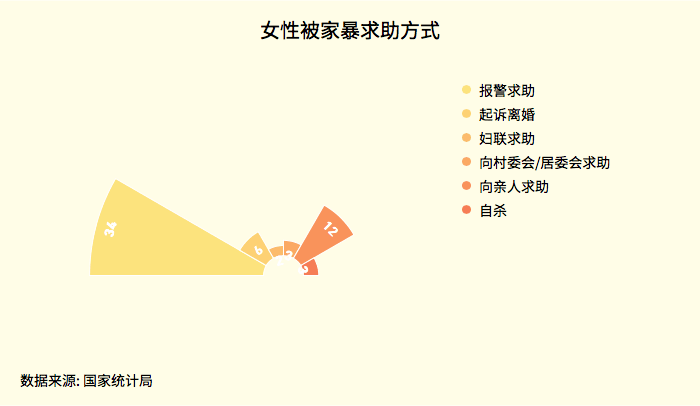 女性被家暴求助方式
报警求助
起诉离婚
妇联求助
向村委会/居委会求助
向亲人求助
自杀
34
6
12
数据来源: 国家统计局